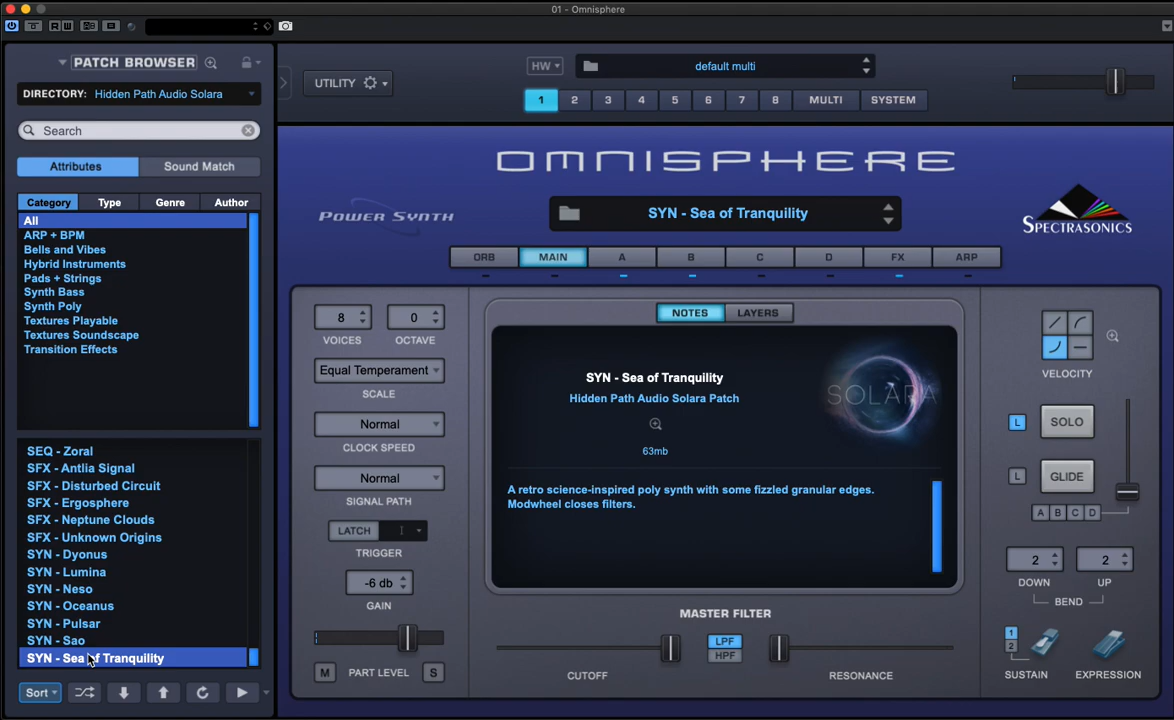 01 - Omnisphere
R W
PATCH BROWSER
DIRECTORY: Hidden Path Audio Solara
Search
Attributes
Sound Match
Category
Type
Genre
Author
All
ARP + BPM
Bells and Vibes
Hybrid Instruments
Pads + Strings
Synth Bass
Synth Poly
Textures Playable
Textures Soundscape
Transition Effects
SEQ - Zoral
SFX - Antlia Signal
SFX - Disturbed Circuit
SFX - Ergosphere
SFX - Neptune Clouds
SFX - Unknown Origins
SYN - Dyonus
SYN - Lumina
SYN - Neso
SYN - Oceanus
SYN - Pulsar
SYN - Sao
SYN - Sea of Tranquility
Sort
UTILITY
HW
default multi
1 2 3 4 5 6 7 8 MULTI SYSTEM
OMNISPHERE
POWER SYNTH
SYN - Sea of Tranquility
SPECTRASONICS
ORB MAIN A B C D FX ARP
8
0
VOICES
OCTAVE
Equal Temperament
SCALE
Normal
CLOCK SPEED
Normal
SIGNAL PATH
LATCH
TRIGGER
-6 db
GAIN
M PART LEVEL S
NOTES LAYERS
SYN - Sea of Tranquility
Hidden Path Audio Solara Patch
SOLARA
63mb
A retro science-inspired poly synth with some fizzled granular edges.
Modwheel closes filters.
MASTER FILTER
LPF
HPF
CUTOFF
RESONANCE
VELOCITY
L SOLO
L GLIDE
A B C D
2
2
DOWN
UP
BEND
1
2
SUSTAIN
EXPRESSION